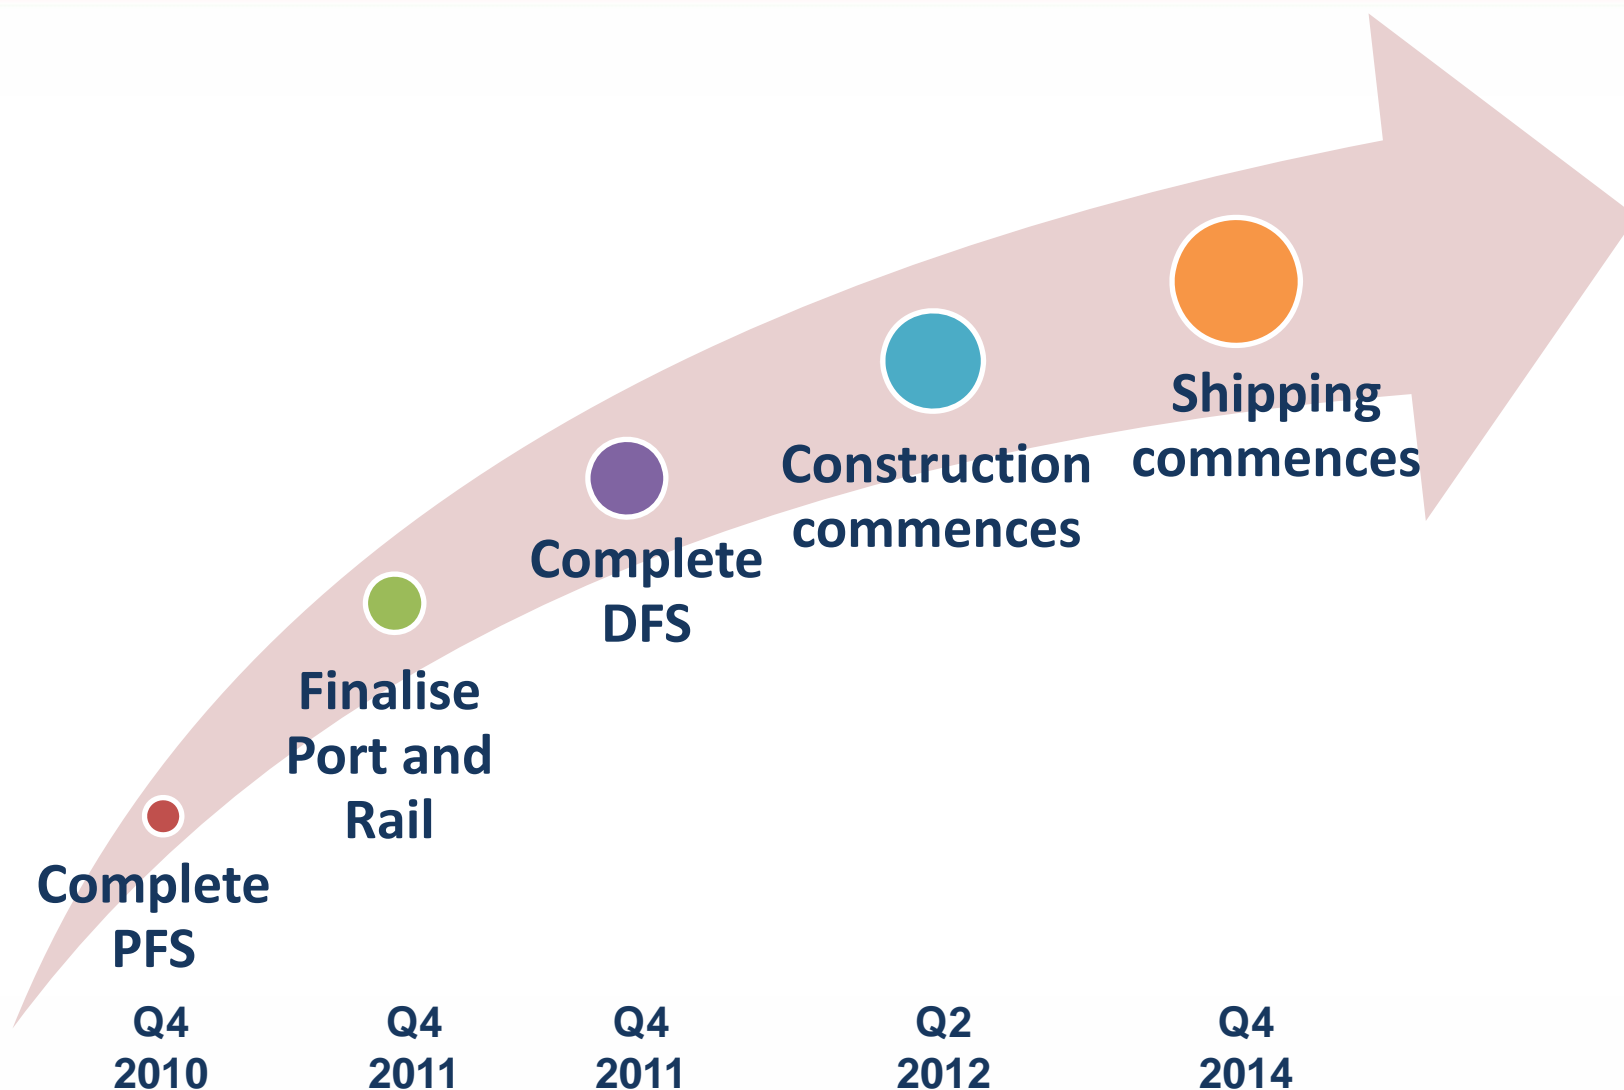 Complete
PFS
Finalise
Port and
Rail
Complete
DFS
Construction
commences
Shipping
commences
Q4
2010
Q4
2011
Q4
2011
Q2
2012
Q4
2014